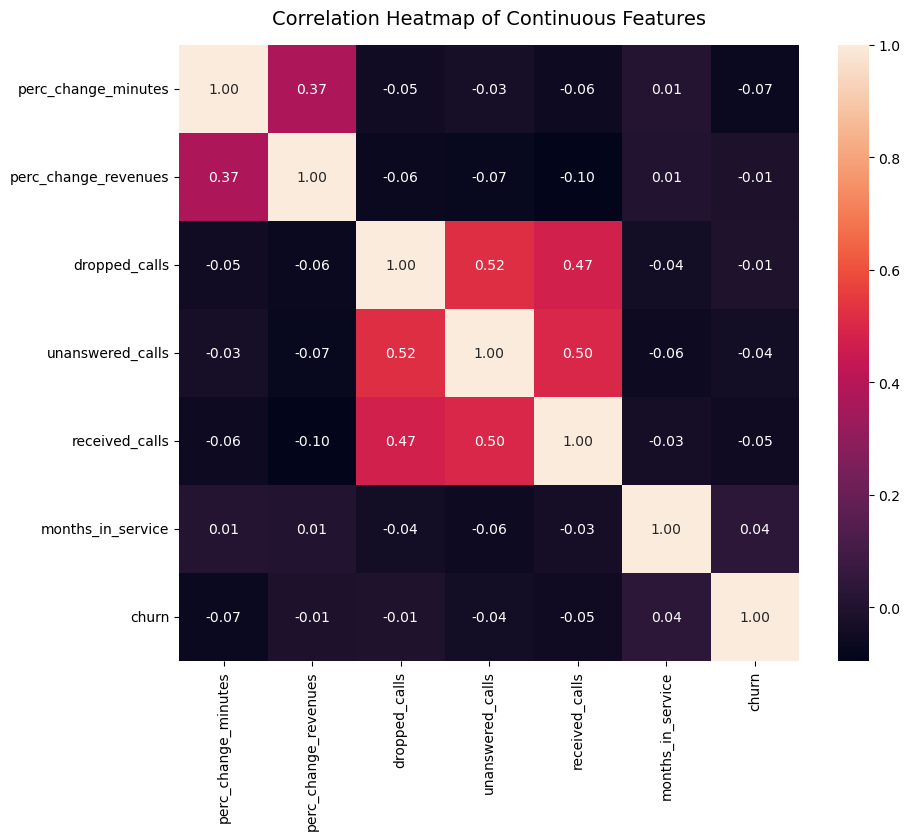 Correlation Heatmap of Continuous Features
perc_change_minutes 1.00 0.37 -0.05 -0.03 -0.06 0.01 -0.07
perc_change_revenues 0.37 1.00 -0.06 -0.07 -0.10 0.01 -0.01
dropped_calls -0.05 -0.06 1.00 0.52 0.47 -0.04 -0.01
unanswered_calls -0.03 -0.07 0.52 1.00 0.50 -0.06 -0.04
received_calls -0.06 -0.10 0.47 0.50 1.00 -0.03 -0.05
months_in_service 0.01 0.01 -0.04 -0.06 -0.03 1.00 0.04
churn -0.07 -0.01 -0.01 -0.04 -0.05 0.04 1.00
perc_change_minutes
perc_change_revenues
dropped_calls
unanswered_calls
received_calls
months_in_service
churn
1.0
0.8
0.6
0.4
0.2
0.0